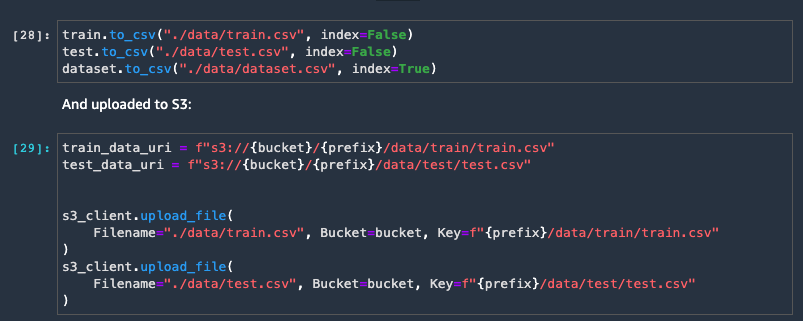 [28]: train.to_csv("./data/train.csv", index=False)
test.to_csv("./data/test.csv", index=False)
dataset.to_csv("./data/dataset.csv", index=True)
And uploaded to S3:
[29]: train_data_uri = f"s3://{bucket}/{prefix}/data/train/train.csv"
test_data_uri = f"s3://{bucket}/{prefix}/data/test/test.csv"
s3_client.upload_file(
    Filename="./data/train.csv", Bucket=bucket, Key=f"{prefix}/data/train/train.csv"
)
s3_client.upload_file(
    Filename="./data/test.csv", Bucket=bucket, Key=f"{prefix}/data/test/test.csv"
)